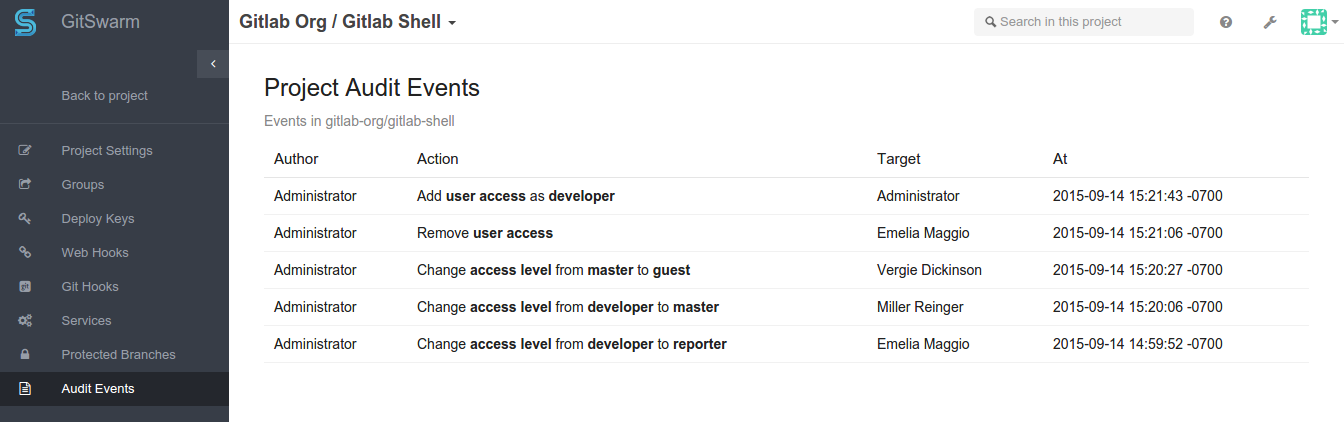 GitSwarm
Gitlab Org / Gitlab Shell
Search in this project
Back to project
Project Settings
Groups
Deploy Keys
Web Hooks
Git Hooks
Services
Protected Branches
Audit Events
Project Audit Events
Events in gitlab-org/gitlab-shell
Author Action Target At
Administrator Add user access as developer Administrator 2015-09-14 15:21:43 -0700
Administrator Remove user access Emelia Maggio 2015-09-14 15:21:06 -0700
Administrator Change access level from master to guest Vergie Dickinson 2015-09-14 15:20:27 -0700
Administrator Change access level from developer to master Miller Reinger 2015-09-14 15:20:06 -0700
Administrator Change access level from developer to reporter Emelia Maggio 2015-09-14 14:59:52 -0700